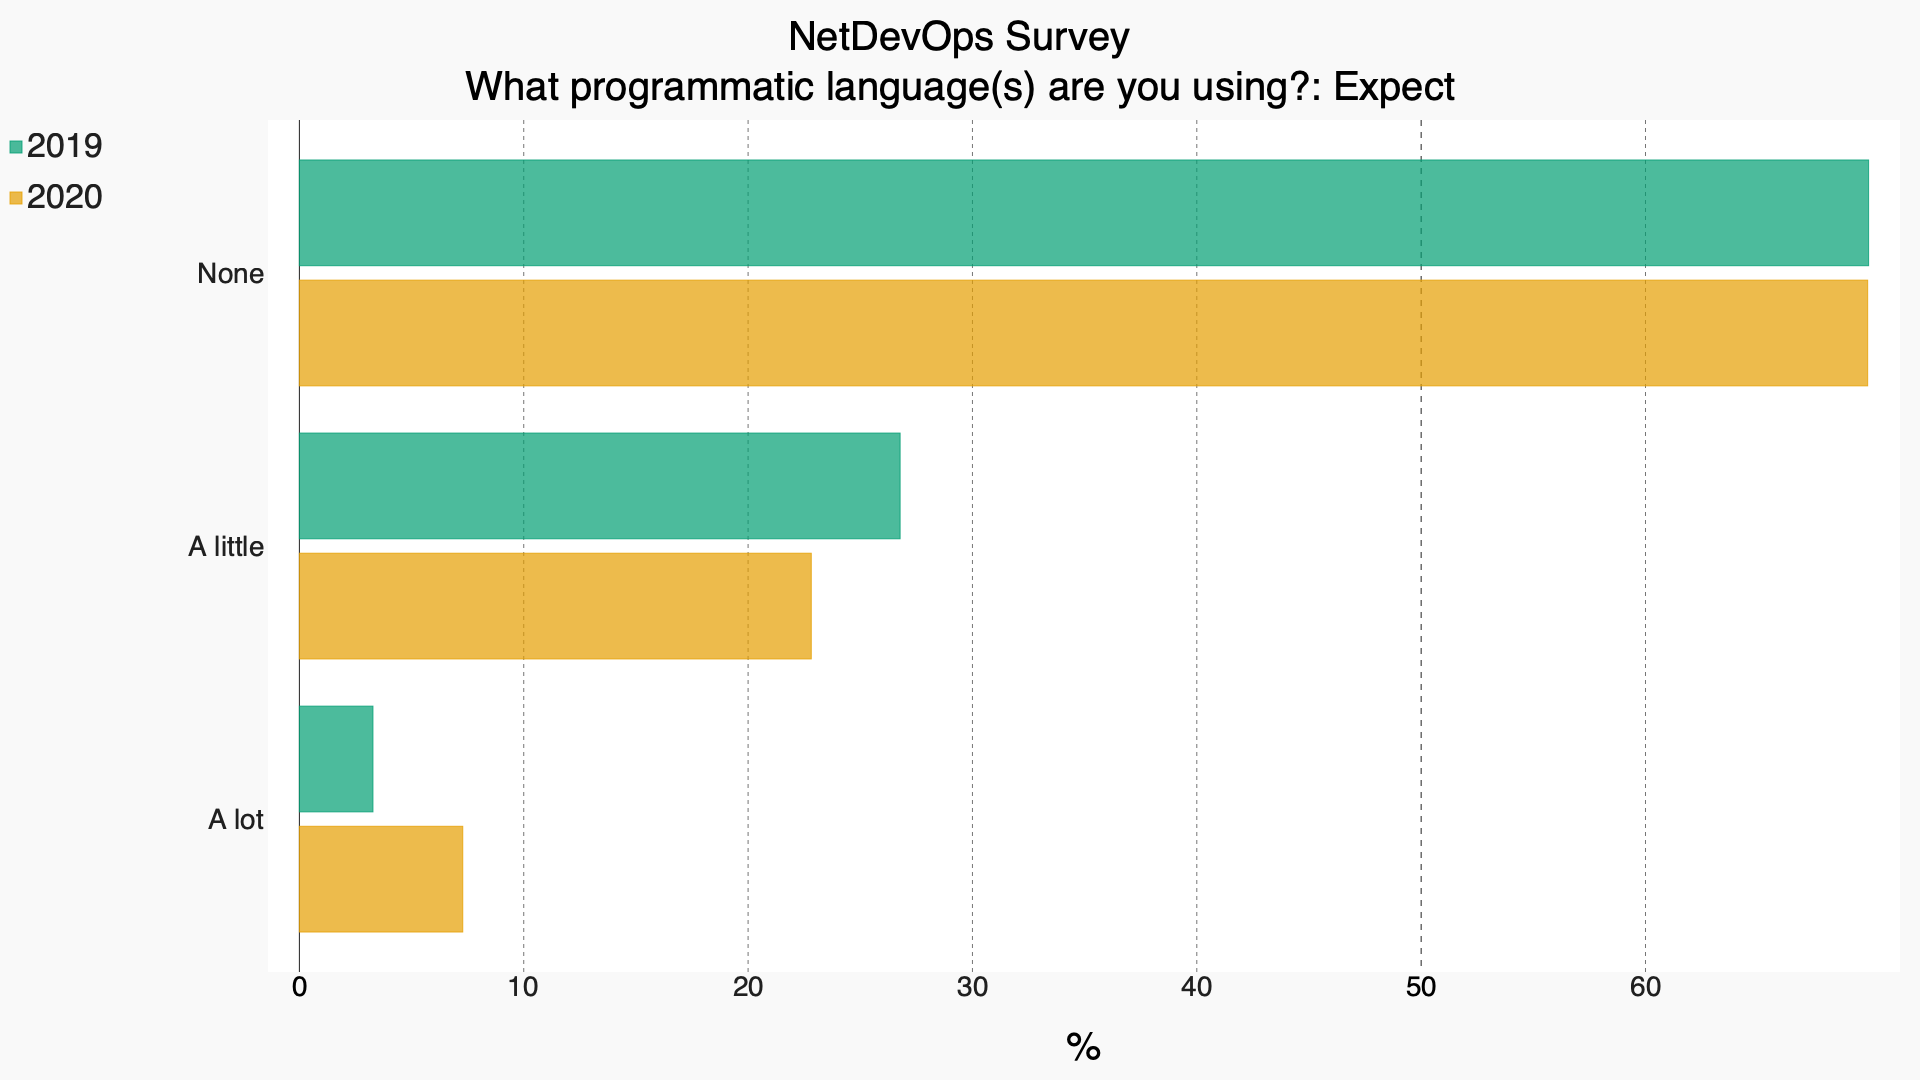 NetDevOps Survey
What programmatic language(s) are you using?: Expect
2019
2020
None
A little
A lot
0 10 20 30 40 50 60
%